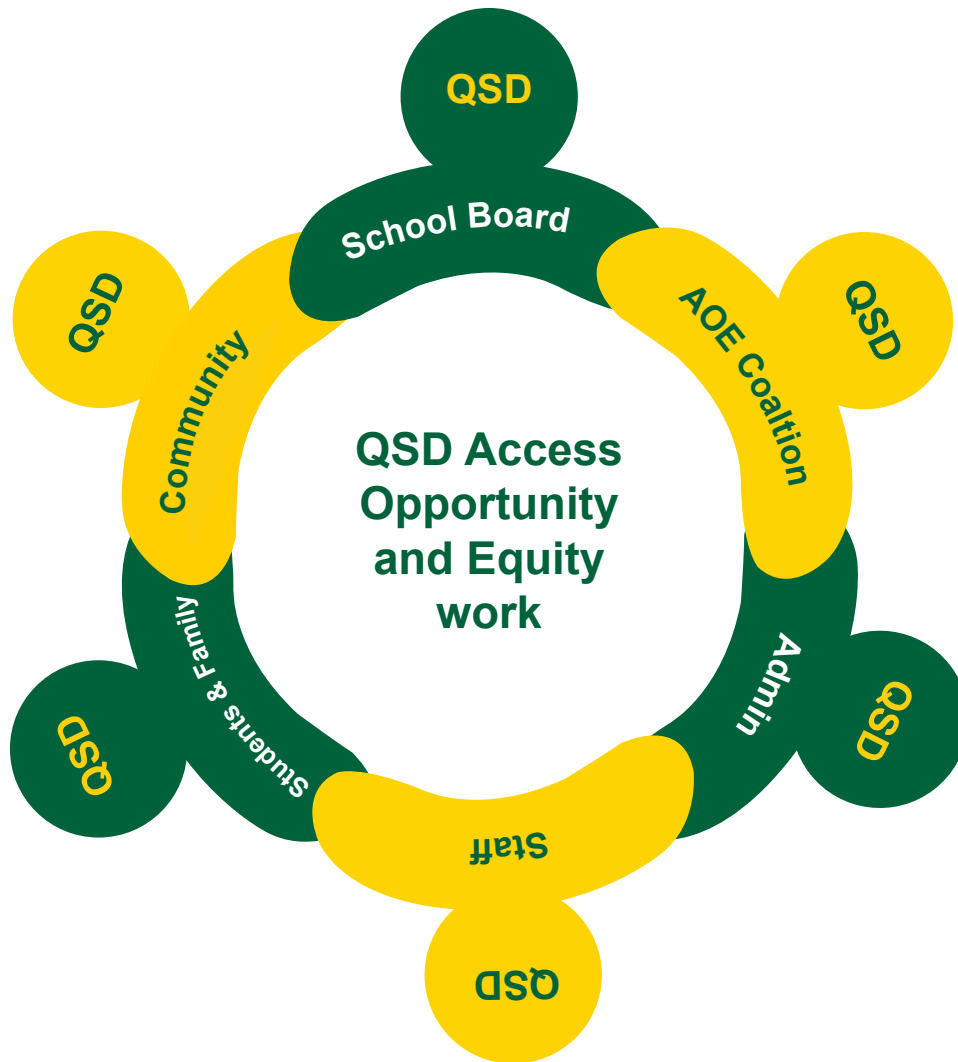 QSD
School Board
QSD
AOE Coaltion
QSD
Admin
QSD
Staff
QSD
Students & Family
QSD
Community
QSD Access
Opportunity
and Equity
work